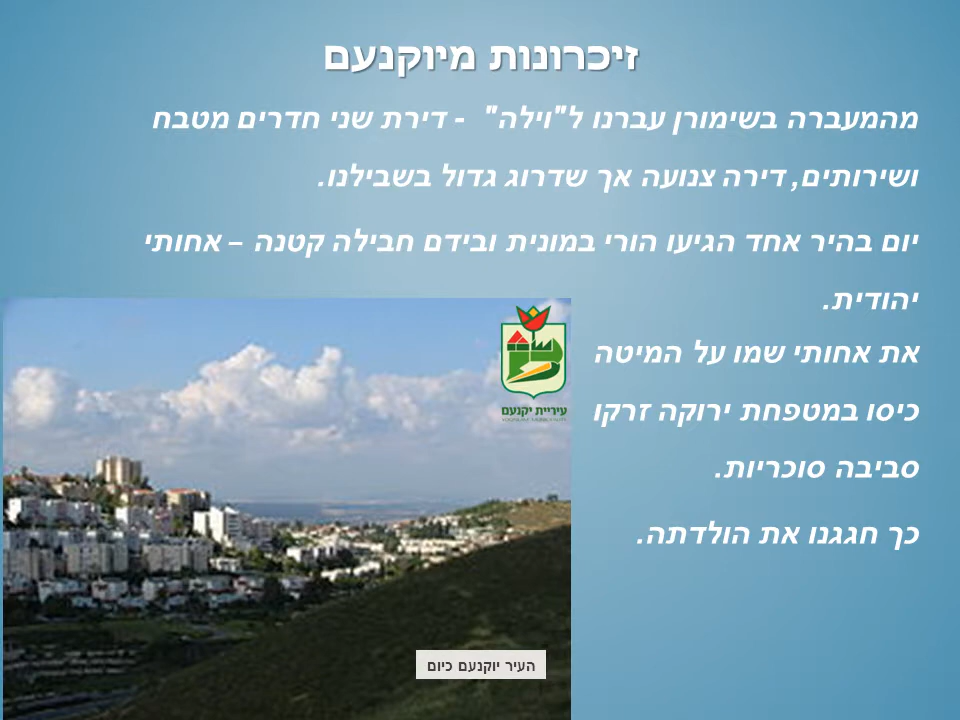 זיכרונות מיוקנעם
מהמעברה בשימורן עברנו ל"וילה" - דירת שני חדרים מטבח
ושירותים, דירה צנועה אך שדרוג גדול בשבילנו.
יום בהיר אחד הגיעו הורי במונית ובידם חבילה קטנה – אחותי
יהודית.
את אחותי שמו על המיטה
כיסו במטפחת ירוקה זרקו
סביבה סוכריות.
כך חגגנו את הולדתה.
עיריית יקנעם
העיר יוקנעם כיום